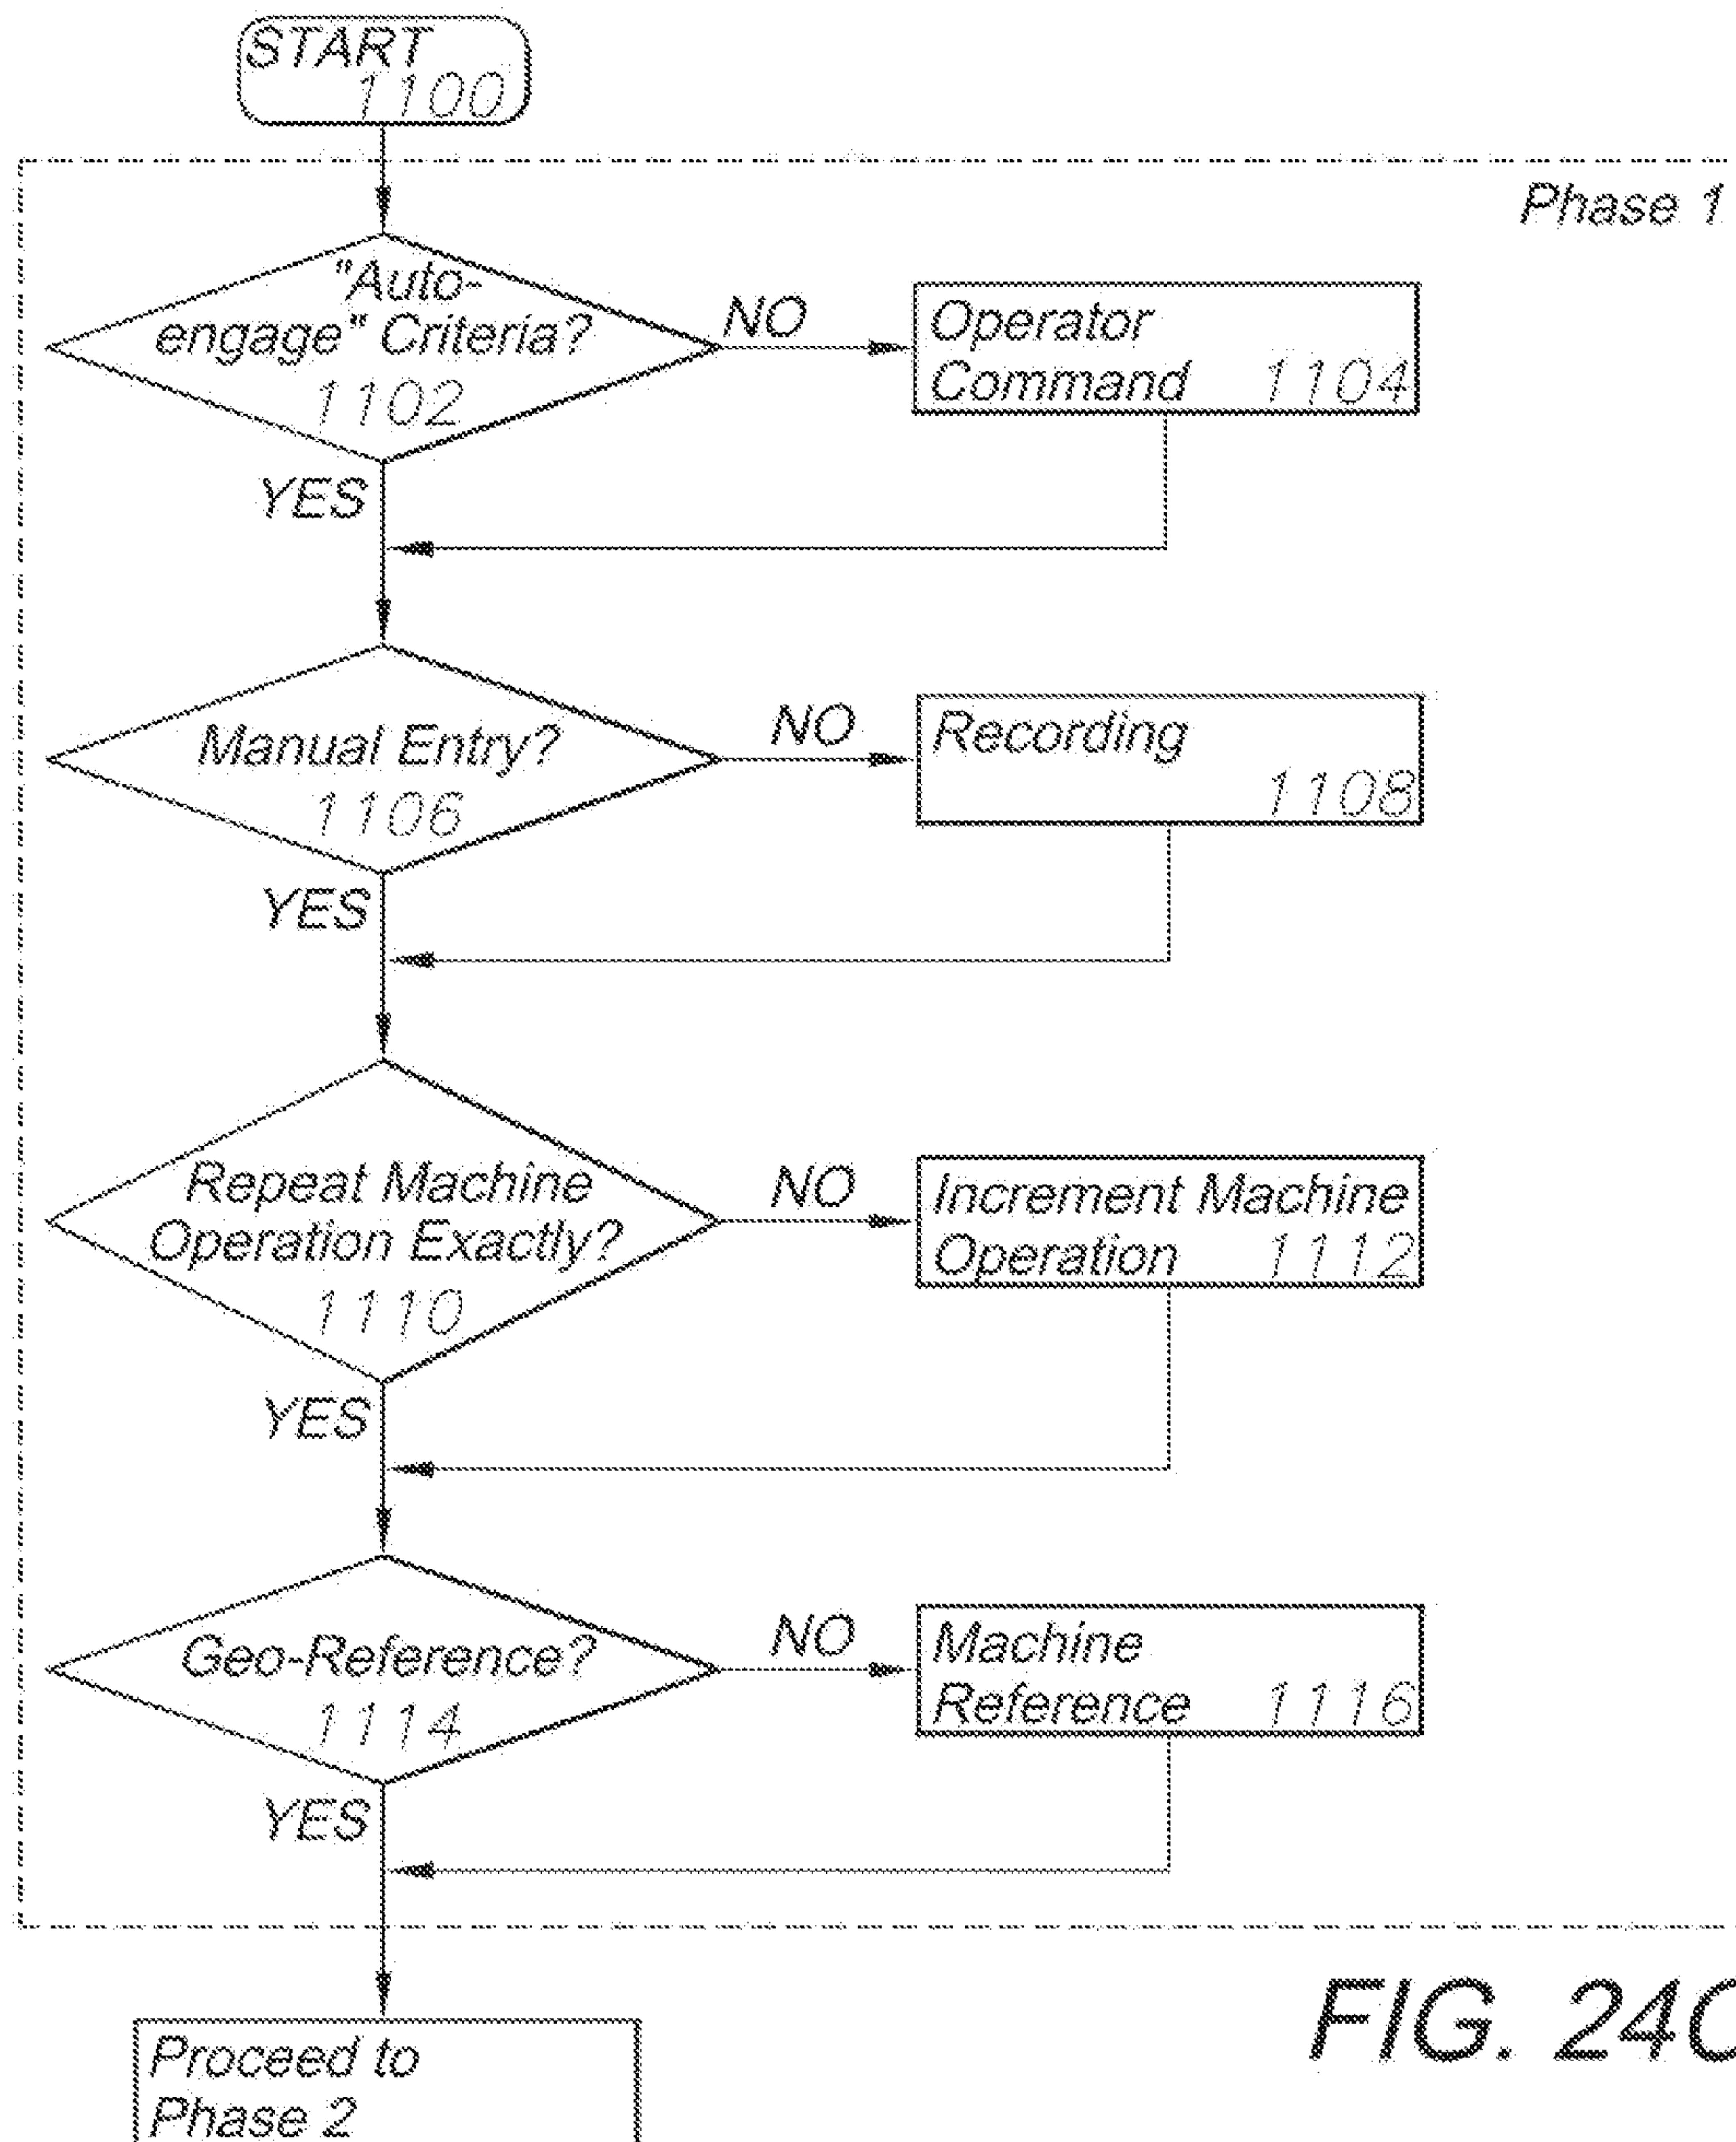 START
1100
Phase 1
"Auto-
engage" Criteria?
1102
NO
Operator
Command 1104
YES
Manual Entry?
1106
NO
Recording
1108
YES
Repeat Machine
Operation Exactly?
1110
NO
Increment Machine
Operation 1112
YES
Geo-Reference?
1114
NO
Machine
Reference 1116
YES
Proceed to
Phase 2
FIG.